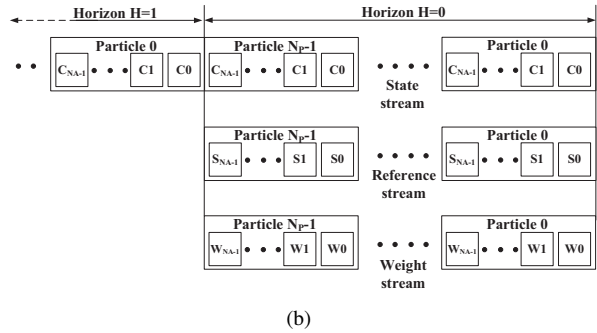 Horizon H=1 Horizon H=0
Particle 0 Particle N_P-1 Particle 0
C_NA-1 C1 C0 C_NA-1 C1 C0 C_NA-1 C1 C0
State
stream
Particle N_P-1 Particle 0
S_NA-1 S1 S0 S_NA-1 S1 S0
Reference
stream
Particle N_P-1 Particle 0
W_NA-1 W1 W0 W_NA-1 W1 W0
Weight
stream
(b)